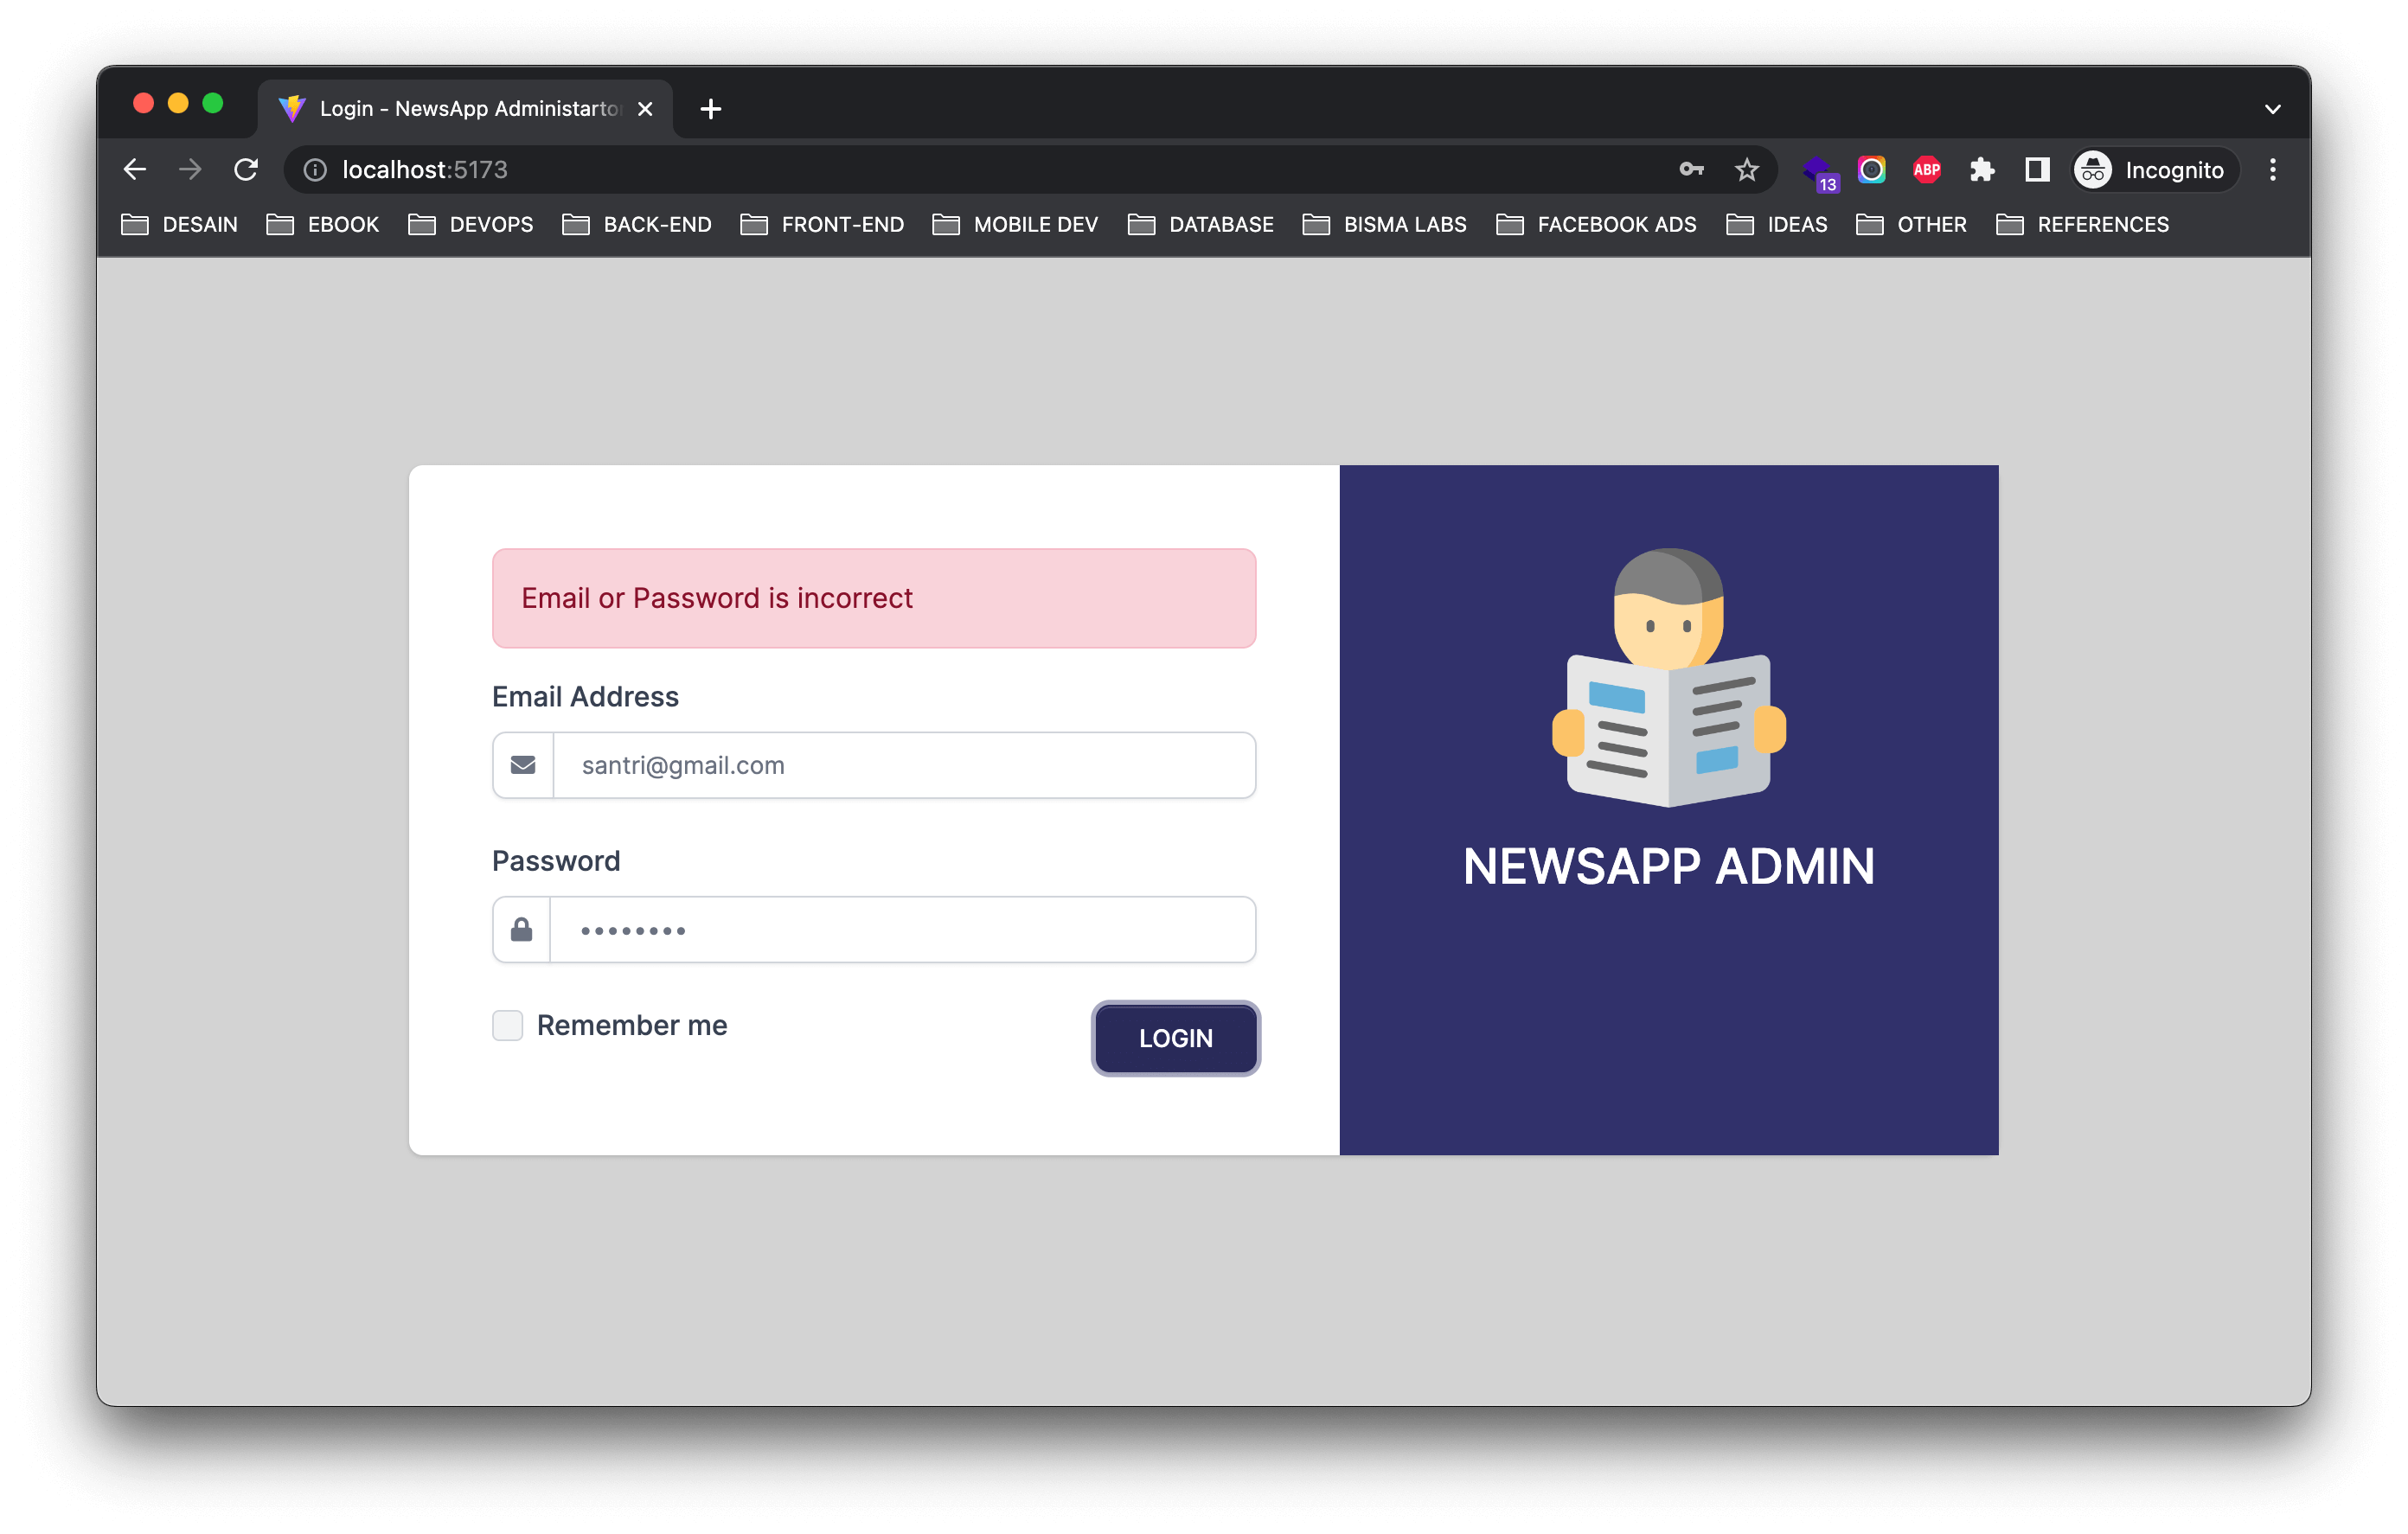 Login - NewsApp Administarto
localhost:5173
13
ABP
Incognito
DESAIN EBOOK DEVOPS BACK-END FRONT-END MOBILE DEV DATABASE BISMA LABS FACEBOOK ADS IDEAS OTHER REFERENCES
Email or Password is incorrect
Email Address
santri@gmail.com
Password
••••••••
Remember me
LOGIN
NEWSAPP ADMIN